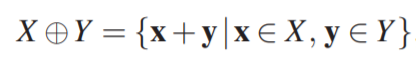 X ⊕ Y = {x + y | x ∈ X, y ∈ Y}